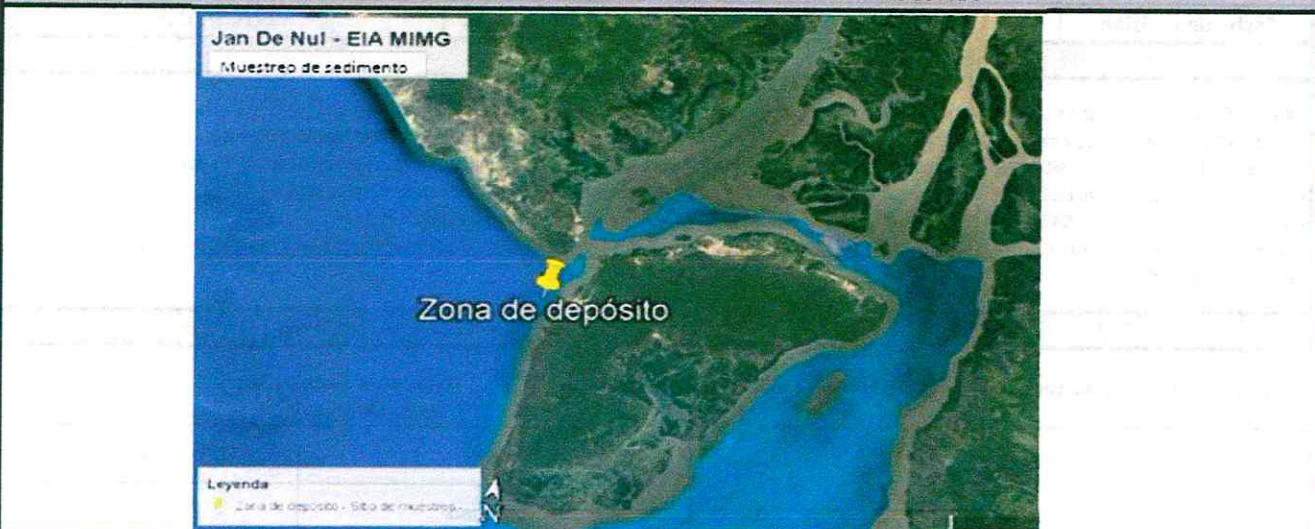 Jan De Nul - EIA MIMG
Muestreo de sedimento
Zona de depósito
Leyenda
Zona de depósito - Sitio de muestreo
N